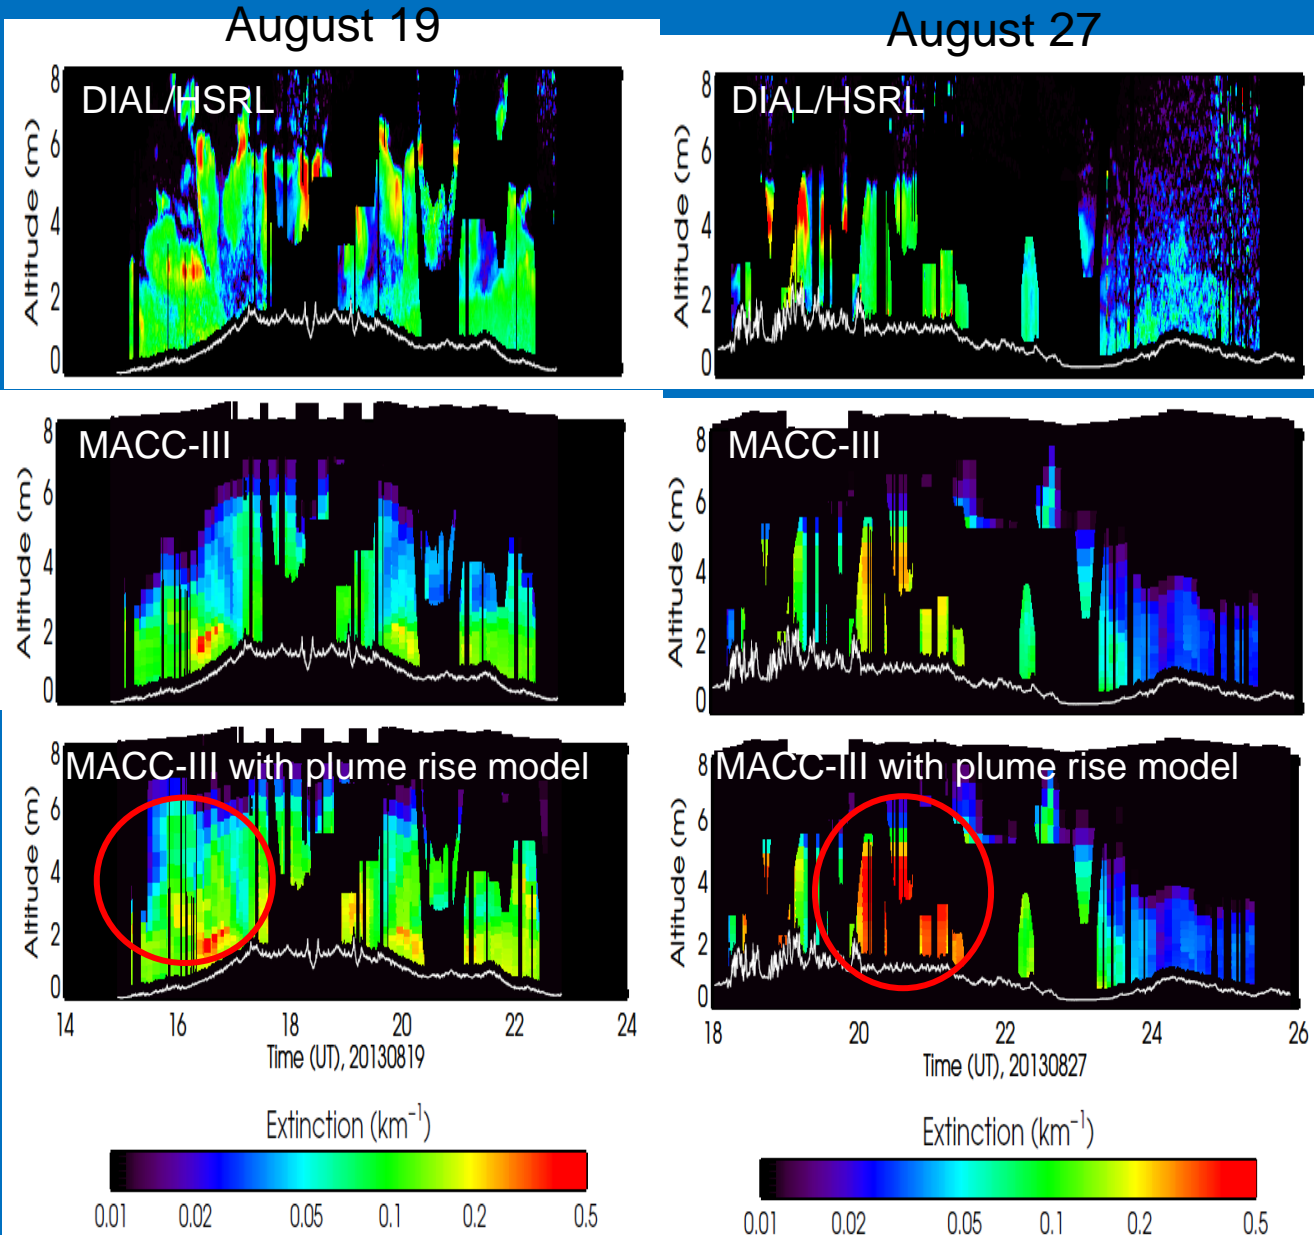 August 19
August 27
DIAL/HSRL
DIAL/HSRL
Altitude (m)
8
6
4
2
0
Altitude (m)
8
6
4
2
0
MACC-III
MACC-III
Altitude (m)
8
6
4
2
0
Altitude (m)
8
6
4
2
0
MACC-III with plume rise model
MACC-III with plume rise model
Altitude (m)
8
6
4
2
0
Altitude (m)
8
6
4
2
0
14 16 18 20 22 24
18 20 22 24 26
Time (UT), 20130819
Time (UT), 20130827
Extinction (km⁻¹)
Extinction (km⁻¹)
0.01 0.02 0.05 0.1 0.2 0.5
0.01 0.02 0.05 0.1 0.2 0.5